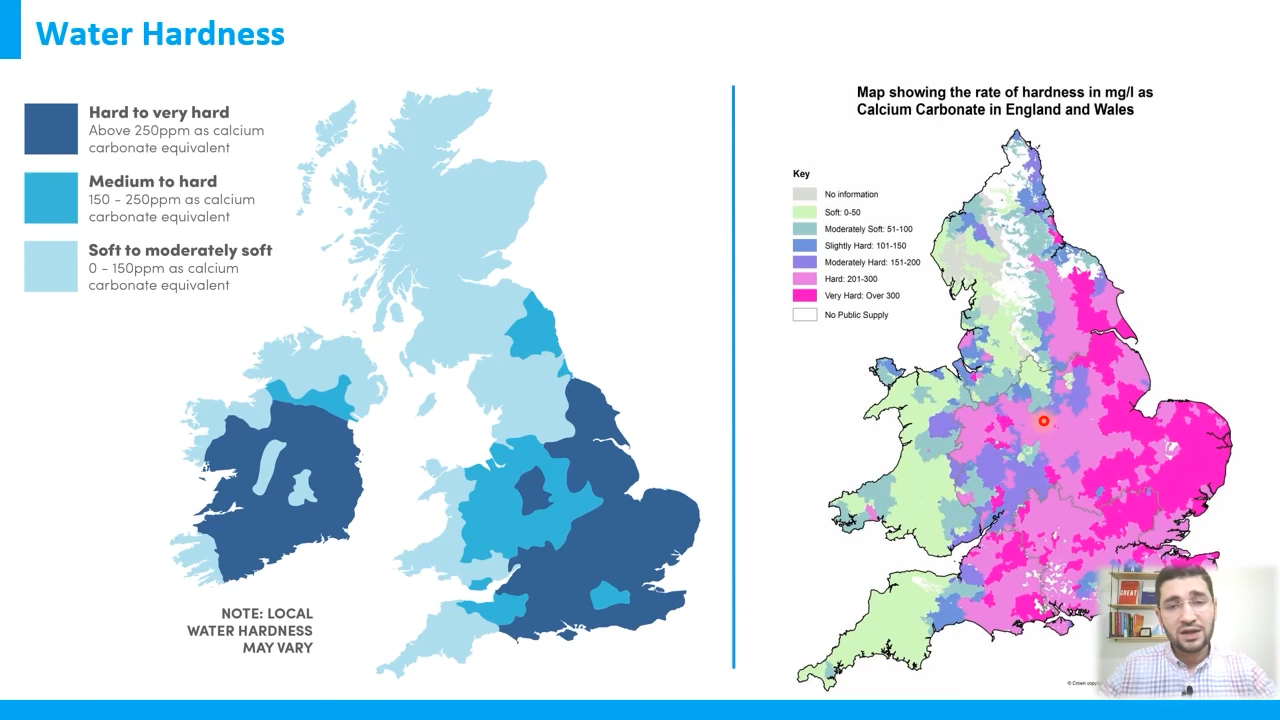 Water Hardness
Hard to very hard
Above 250ppm as calcium
carbonate equivalent
Medium to hard
150 - 250ppm as calcium
carbonate equivalent
Soft to moderately soft
0 - 150ppm as calcium
carbonate equivalent
NOTE: LOCAL
WATER HARDNESS
MAY VARY
Map showing the rate of hardness in mg/l as
Calcium Carbonate in England and Wales
Key
No information
Soft: 0-50
Moderately Soft: 51-100
Slightly Hard: 101-150
Moderately Hard: 151-200
Hard: 201-300
Very Hard: Over 300
No Public Supply
© Crown
GREAT